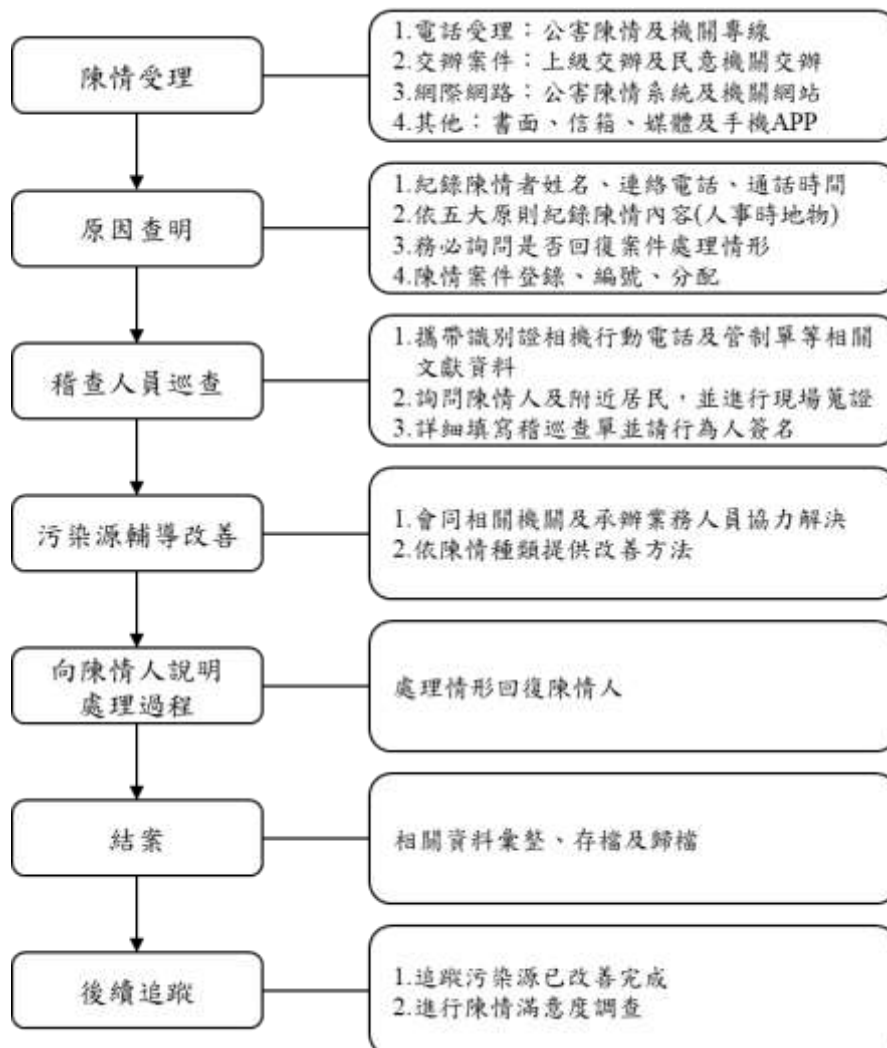 陳情受理
1.電話受理：公害陳情及機關專線
2.交辦案件：上級交辦及民意機關交辦
3.網際網路：公害陳情系統及機關網站
4.其他：書面、信箱、媒體及手機APP
原因查明
1.紀錄陳情者姓名、連絡電話、通話時間
2.依五大原則紀錄陳情內容(人事時地物)
3.務必詢問是否回復案件處理情形
4.陳情案件登錄、編號、分配
稽查人員巡查
1.攜帶識別證相機行動電話及管制單等相關
文獻資料
2.詢問陳情人及附近居民，並進行現場蒐證
3.詳細填寫稽巡查單並請行為人簽名
污染源輔導改善
1.會同相關機關及承辦業務人員協力解決
2.依陳情種類提供改善方法
向陳情人說明
處理過程
處理情形回復陳情人
結案
相關資料彙整、存檔及歸檔
後續追蹤
1.追蹤污染源已改善完成
2.進行陳情滿意度調查